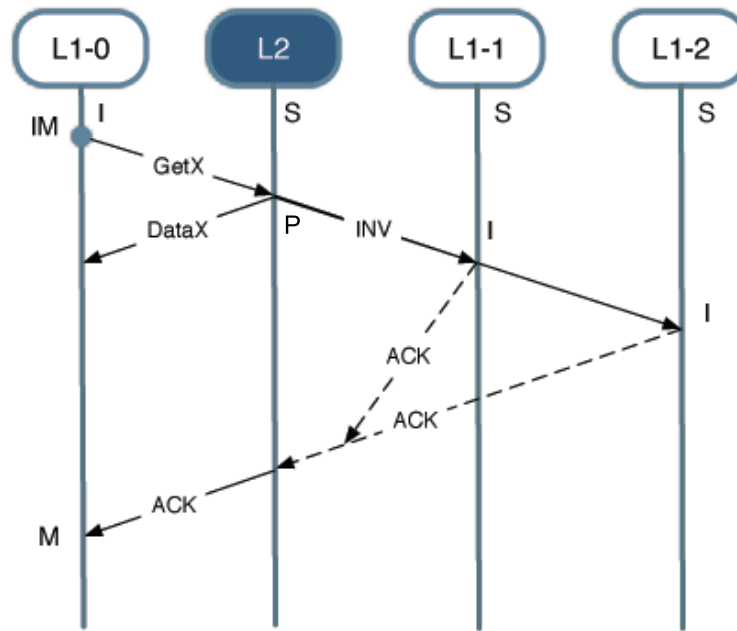 L1-0
L2
L1-1
L1-2
I
S
S
S
IM
GetX
DataX
P
INV
I
I
ACK
ACK
ACK
M